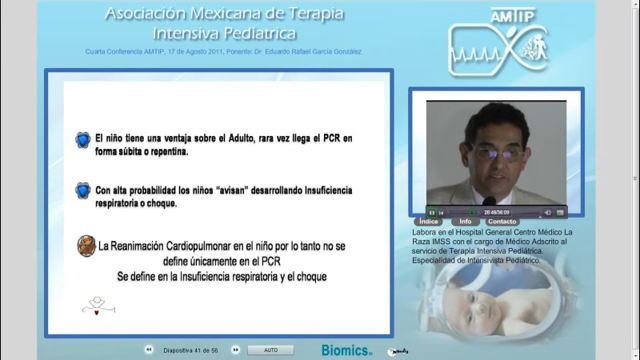 Asociación Mexicana de Terapia
Intensiva Pediatrica
Cuarta Conferencia AMTIP, 17 de Agosto 2011, Ponente: Dr. Eduardo Rafael García González
AMTIP
El niño tiene una ventaja sobre el Adulto, rara vez llega el PCR en
forma súbita o repentina.
Con alta probabilidad los niños "avisan" desarrollando Insuficiencia
respiratoria o choque.
La Reanimación Cardiopulmonar en el niño por lo tanto no se
define únicamente en el PCR
Se define en la Insuficiencia respiratoria y el choque
Índice Info Contacto
Labora en el Hospital General Centro Médico La
Raza IMSS con el cargo de Médico Adscrito al
servicio de Terapia Intensiva Pediátrica.
Especialidad de Intensivista Pediátrico.
Diapositiva 41 de 56.
AUTO
Biomics